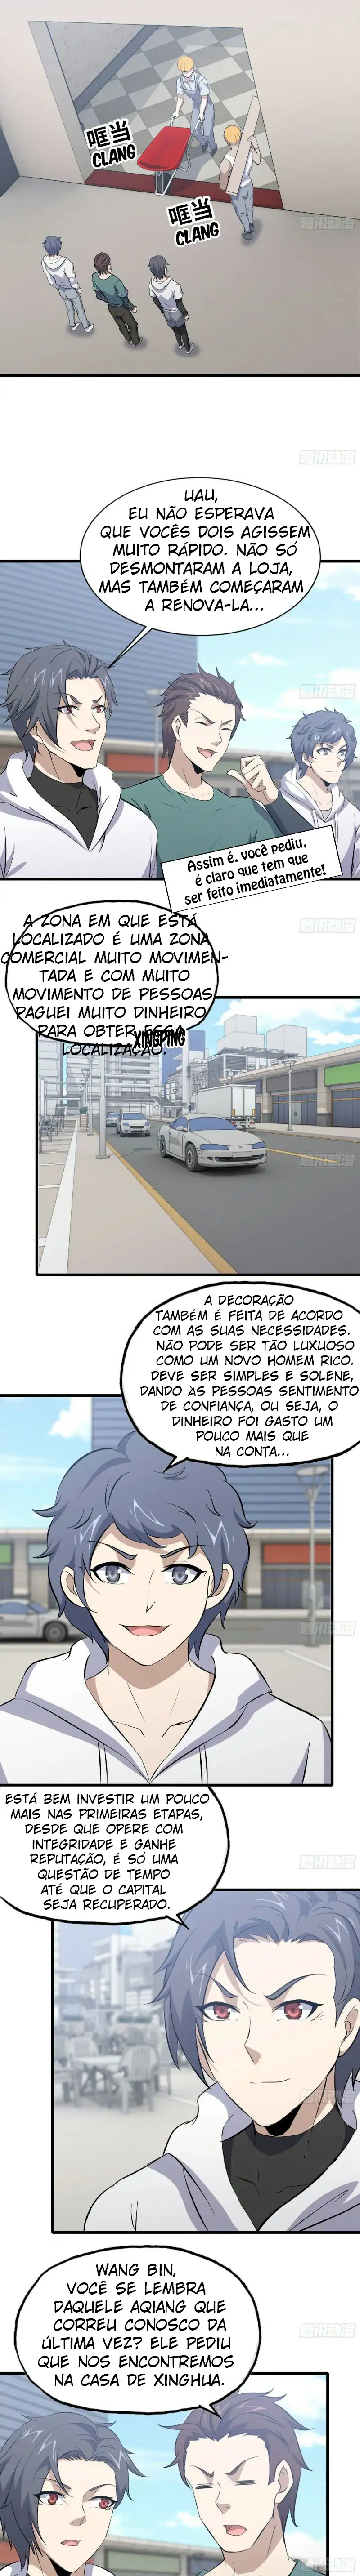 哐当
CLANG
哐当
CLANG
UAU,
EU NÃO ESPERAVA
QUE VOCÊS DOIS AGISSEM
MUITO RÁPIDO. NÃO SÓ
DESMONTARAM A LOJA,
MAS TAMBÉM COMEÇARAM
A RENOVA-LA...
Assim é. você pediu,
é claro que tem que
ser feito imediatamente!
A ZONA EM QUE ESTÁ
LOCALIZADO É UMA ZONA
COMERCIAL MUITO MOVIMEN-
TADA E COM MUITO
MOVIMENTO DE PESSOAS
PAGUEI MUITO DINHEIRO
PARA OBTER ESSA
XINGPING
LOCALIZAÇÃO.
A DECORAÇÃO
TAMBÉM É FEITA DE ACORDO
COM AS SUAS NECESSIDADES.
NÃO PODE SER TÃO LUXUOSO
COMO UM NOVO HOMEM RICO.
DEVE SER SIMPLES E SOLENE,
DANDO ÀS PESSOAS SENTIMENTO
DE CONFIANÇA, OU SEJA, O
DINHEIRO FOI GASTO UM
POUCO MAIS QUE
NA CONTA...
ESTÁ BEM INVESTIR UM POUCO
MAIS NAS PRIMEIRAS ETAPAS,
DESDE QUE OPERE COM
INTEGRIDADE E GANHE
REPUTAÇÃO, É SÓ UMA
QUESTÃO DE TEMPO
ATÉ QUE O CAPITAL
SEJA RECUPERADO.
WANG BIN,
VOCÊ SE LEMBRA
DAQUELE AQIANG QUE
CORREU CONOSCO DA
ÚLTIMA VEZ? ELE PEDIU
QUE NOS ENCONTREMOS
NA CASA DE XINGHUA.